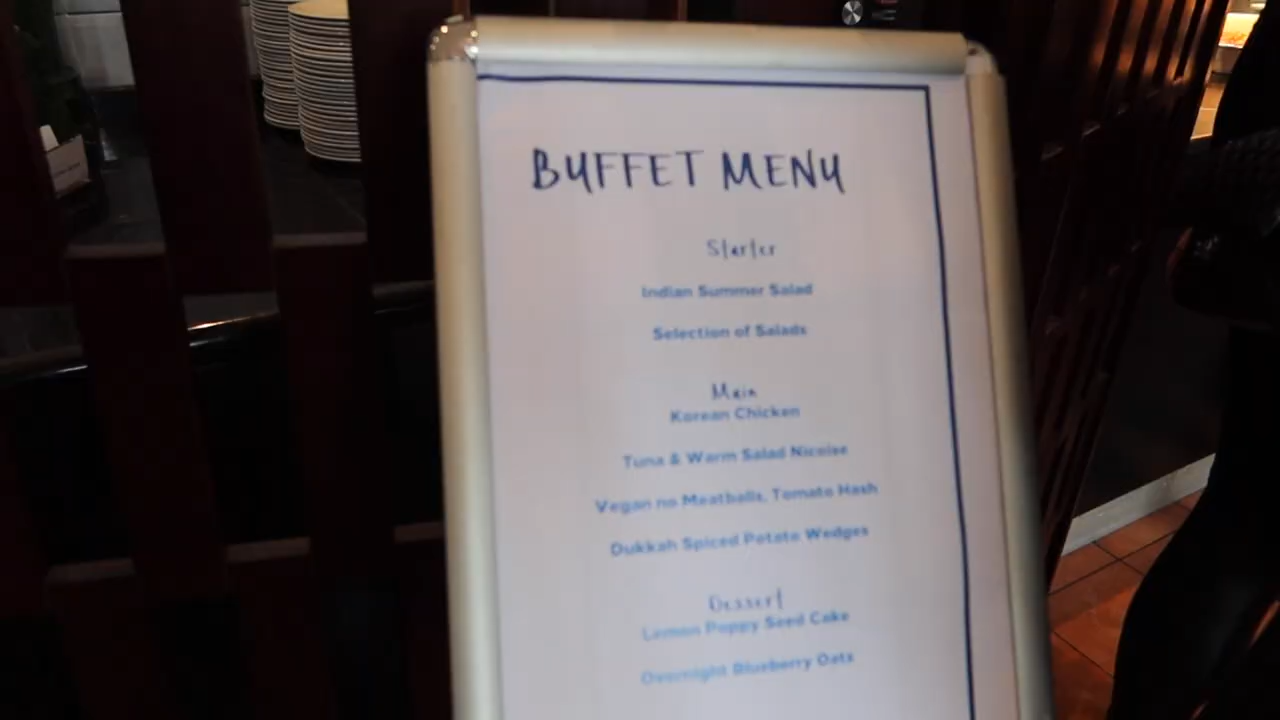 BUFFET MENU
Starter
Indian Summer Salad
Selection of Salads
Main
Korean Chicken
Tuna & Warm Salad Nicoise
Vegan no Meatballs, Tomato Hash
Dukkah Spiced Potato Wedges
Dessert
Lemon Poppy Seed Cake
Overnight Blueberry Oats